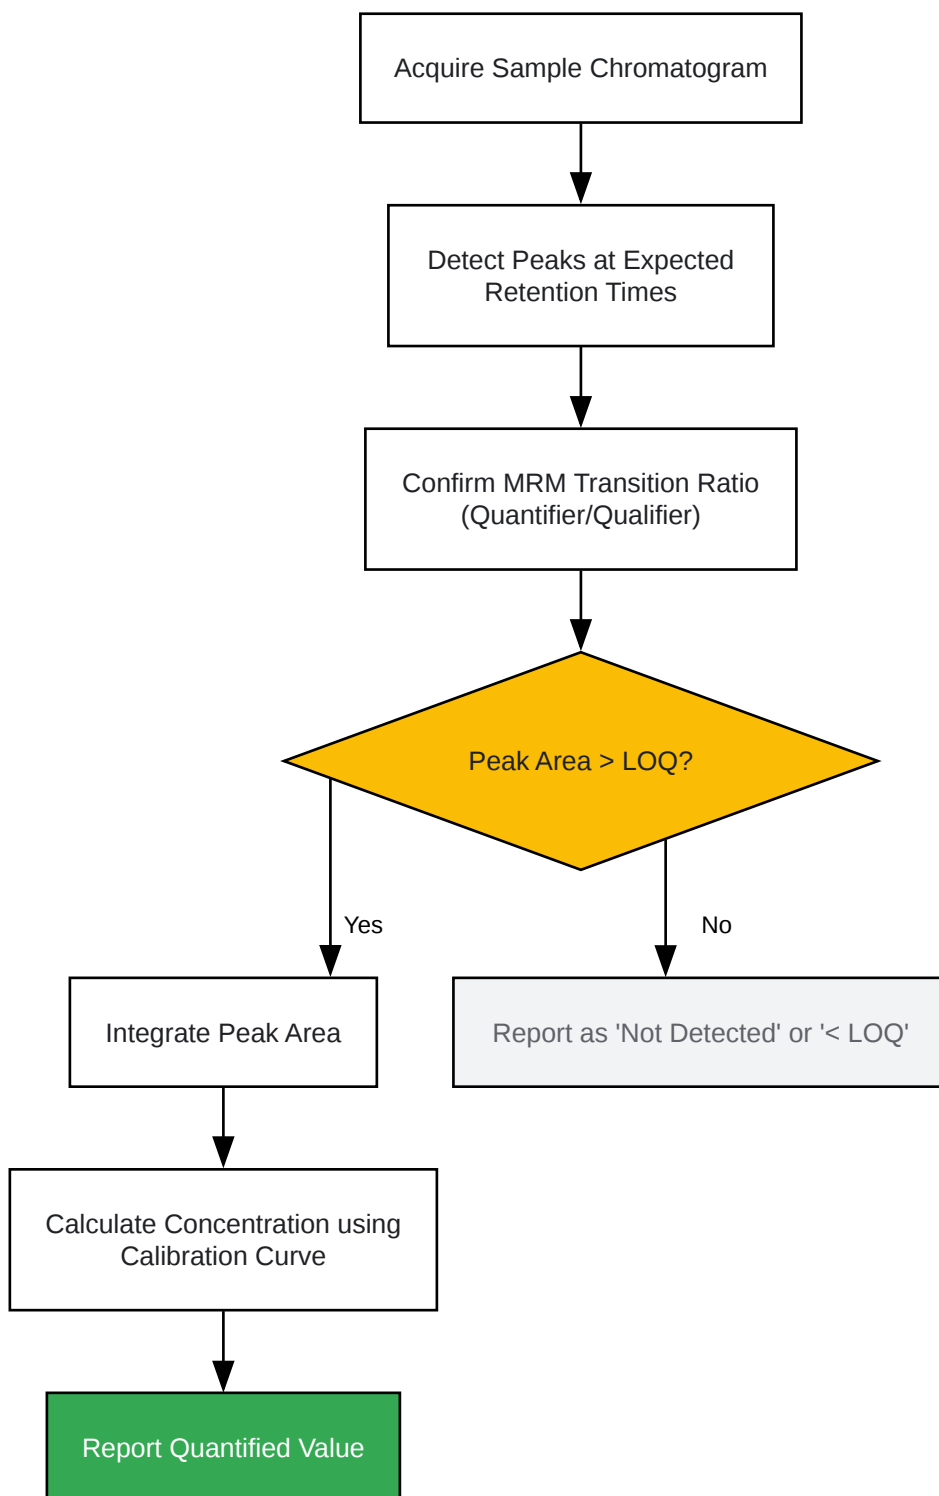 Acquire Sample Chromatogram
Detect Peaks at Expected
Retention Times
Confirm MRM Transition Ratio
(Quantifier/Qualifier)
Peak Area > LOQ?
Yes
No
Integrate Peak Area
Report as 'Not Detected' or '< LOQ'
Calculate Concentration using
Calibration Curve
Report Quantified Value